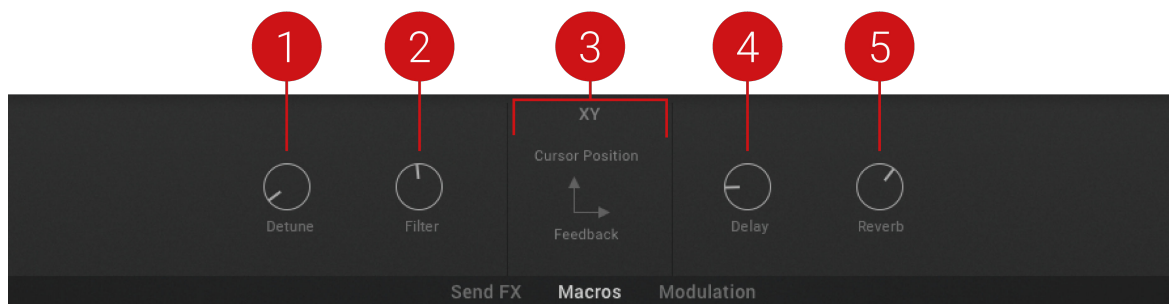 1 2 3 4 5
XY
Cursor Position
Detune Filter Feedback Delay Reverb
Send FX Macros Modulation